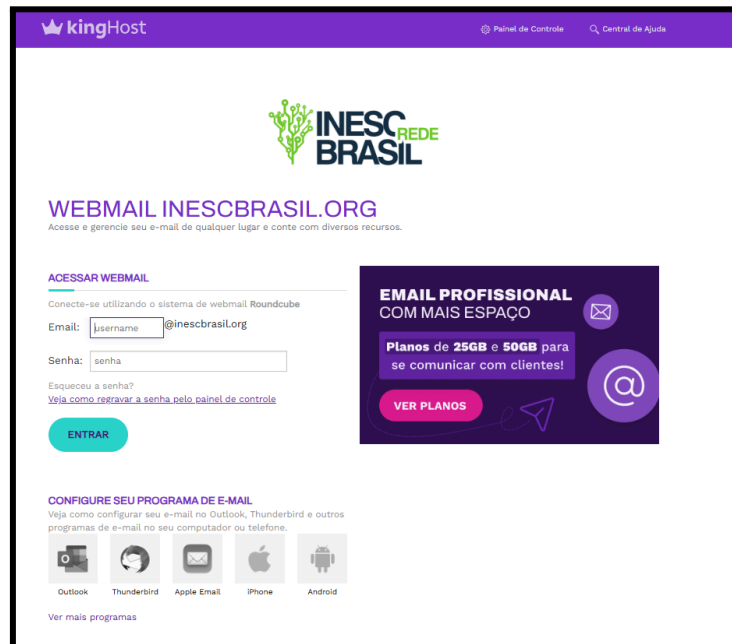 kingHost
Painel de Controle
Central de Ajuda
INESC
REDE
BRASIL
WEBMAIL INESCBRASIL.ORG
Acesse e gerencie seu e-mail de qualquer lugar e conte com diversos recursos.
ACESSAR WEBMAIL
Conecte-se utilizando o sistema de webmail Roundcube
Email: username @inescbrasil.org
Senha: senha
Esqueceu a senha?
Veja como regravar a senha pelo painel de controle
ENTRAR
EMAIL PROFISSIONAL
COM MAIS ESPAÇO
Planos de 25GB e 50GB para
se comunicar com clientes!
VER PLANOS
@
CONFIGURE SEU PROGRAMA DE E-MAIL
Veja como configurar seu e-mail no Outlook, Thunderbird e outros
programas de e-mail no seu computador ou telefone.
Outlook
Thunderbird
Apple Email
iPhone
Android
Ver mais programas